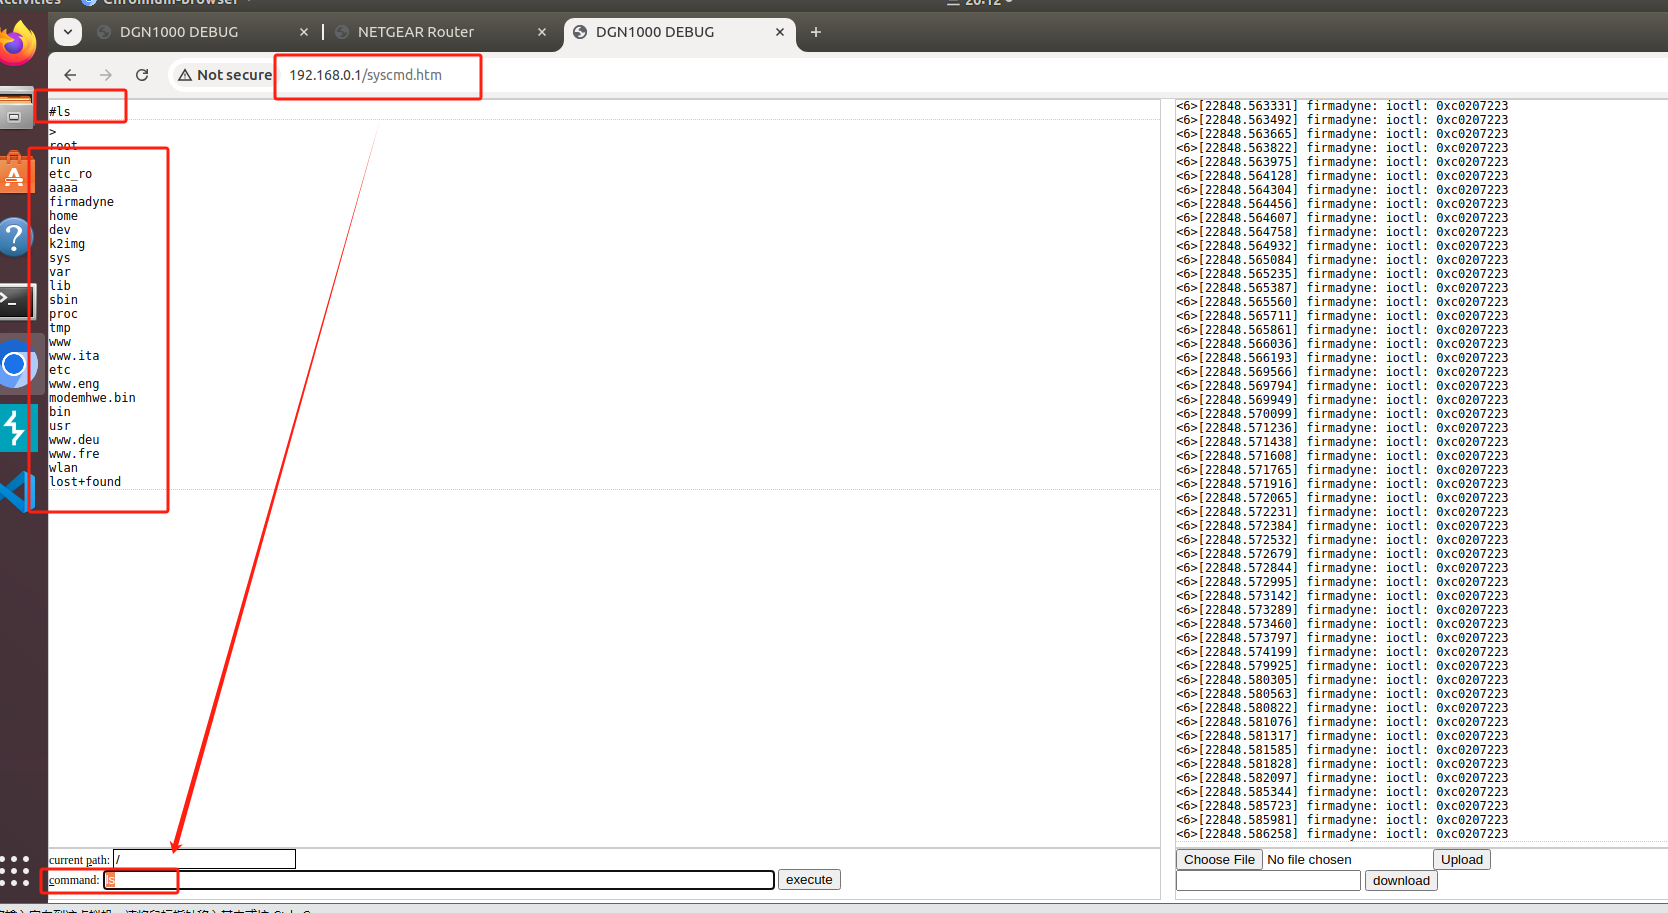 DGN1000 DEBUG
NETGEAR Router
DGN1000 DEBUG
Not secure
192.168.0.1/syscmd.htm
#ls
>
root
run
etc_ro
aaaa
firmadyne
home
dev
k2img
sys
var
lib
sbin
proc
tmp
www
www.ita
etc
www.eng
modemhwe.bin
bin
usr
www.deu
www.fre
wlan
lost+found
current path: /
command:
execute
<6>[22848.563331] firmadyne: ioctl: 0xc0207223
<6>[22848.563492] firmadyne: ioctl: 0xc0207223
<6>[22848.563665] firmadyne: ioctl: 0xc0207223
<6>[22848.563822] firmadyne: ioctl: 0xc0207223
<6>[22848.563975] firmadyne: ioctl: 0xc0207223
<6>[22848.564128] firmadyne: ioctl: 0xc0207223
<6>[22848.564304] firmadyne: ioctl: 0xc0207223
<6>[22848.564456] firmadyne: ioctl: 0xc0207223
<6>[22848.564607] firmadyne: ioctl: 0xc0207223
<6>[22848.564758] firmadyne: ioctl: 0xc0207223
<6>[22848.564932] firmadyne: ioctl: 0xc0207223
<6>[22848.565084] firmadyne: ioctl: 0xc0207223
<6>[22848.565235] firmadyne: ioctl: 0xc0207223
<6>[22848.565387] firmadyne: ioctl: 0xc0207223
<6>[22848.565560] firmadyne: ioctl: 0xc0207223
<6>[22848.565711] firmadyne: ioctl: 0xc0207223
<6>[22848.565861] firmadyne: ioctl: 0xc0207223
<6>[22848.566036] firmadyne: ioctl: 0xc0207223
<6>[22848.566193] firmadyne: ioctl: 0xc0207223
<6>[22848.569566] firmadyne: ioctl: 0xc0207223
<6>[22848.569794] firmadyne: ioctl: 0xc0207223
<6>[22848.569949] firmadyne: ioctl: 0xc0207223
<6>[22848.570099] firmadyne: ioctl: 0xc0207223
<6>[22848.571236] firmadyne: ioctl: 0xc0207223
<6>[22848.571438] firmadyne: ioctl: 0xc0207223
<6>[22848.571608] firmadyne: ioctl: 0xc0207223
<6>[22848.571765] firmadyne: ioctl: 0xc0207223
<6>[22848.571916] firmadyne: ioctl: 0xc0207223
<6>[22848.572065] firmadyne: ioctl: 0xc0207223
<6>[22848.572231] firmadyne: ioctl: 0xc0207223
<6>[22848.572384] firmadyne: ioctl: 0xc0207223
<6>[22848.572532] firmadyne: ioctl: 0xc0207223
<6>[22848.572679] firmadyne: ioctl: 0xc0207223
<6>[22848.572844] firmadyne: ioctl: 0xc0207223
<6>[22848.572995] firmadyne: ioctl: 0xc0207223
<6>[22848.573142] firmadyne: ioctl: 0xc0207223
<6>[22848.573289] firmadyne: ioctl: 0xc0207223
<6>[22848.573460] firmadyne: ioctl: 0xc0207223
<6>[22848.573797] firmadyne: ioctl: 0xc0207223
<6>[22848.574199] firmadyne: ioctl: 0xc0207223
<6>[22848.579925] firmadyne: ioctl: 0xc0207223
<6>[22848.580305] firmadyne: ioctl: 0xc0207223
<6>[22848.580563] firmadyne: ioctl: 0xc0207223
<6>[22848.580822] firmadyne: ioctl: 0xc0207223
<6>[22848.581076] firmadyne: ioctl: 0xc0207223
<6>[22848.581317] firmadyne: ioctl: 0xc0207223
<6>[22848.581585] firmadyne: ioctl: 0xc0207223
<6>[22848.581828] firmadyne: ioctl: 0xc0207223
<6>[22848.582097] firmadyne: ioctl: 0xc0207223
<6>[22848.585344] firmadyne: ioctl: 0xc0207223
<6>[22848.585723] firmadyne: ioctl: 0xc0207223
<6>[22848.585981] firmadyne: ioctl: 0xc0207223
<6>[22848.586258] firmadyne: ioctl: 0xc0207223
Choose File No file chosen Upload
download